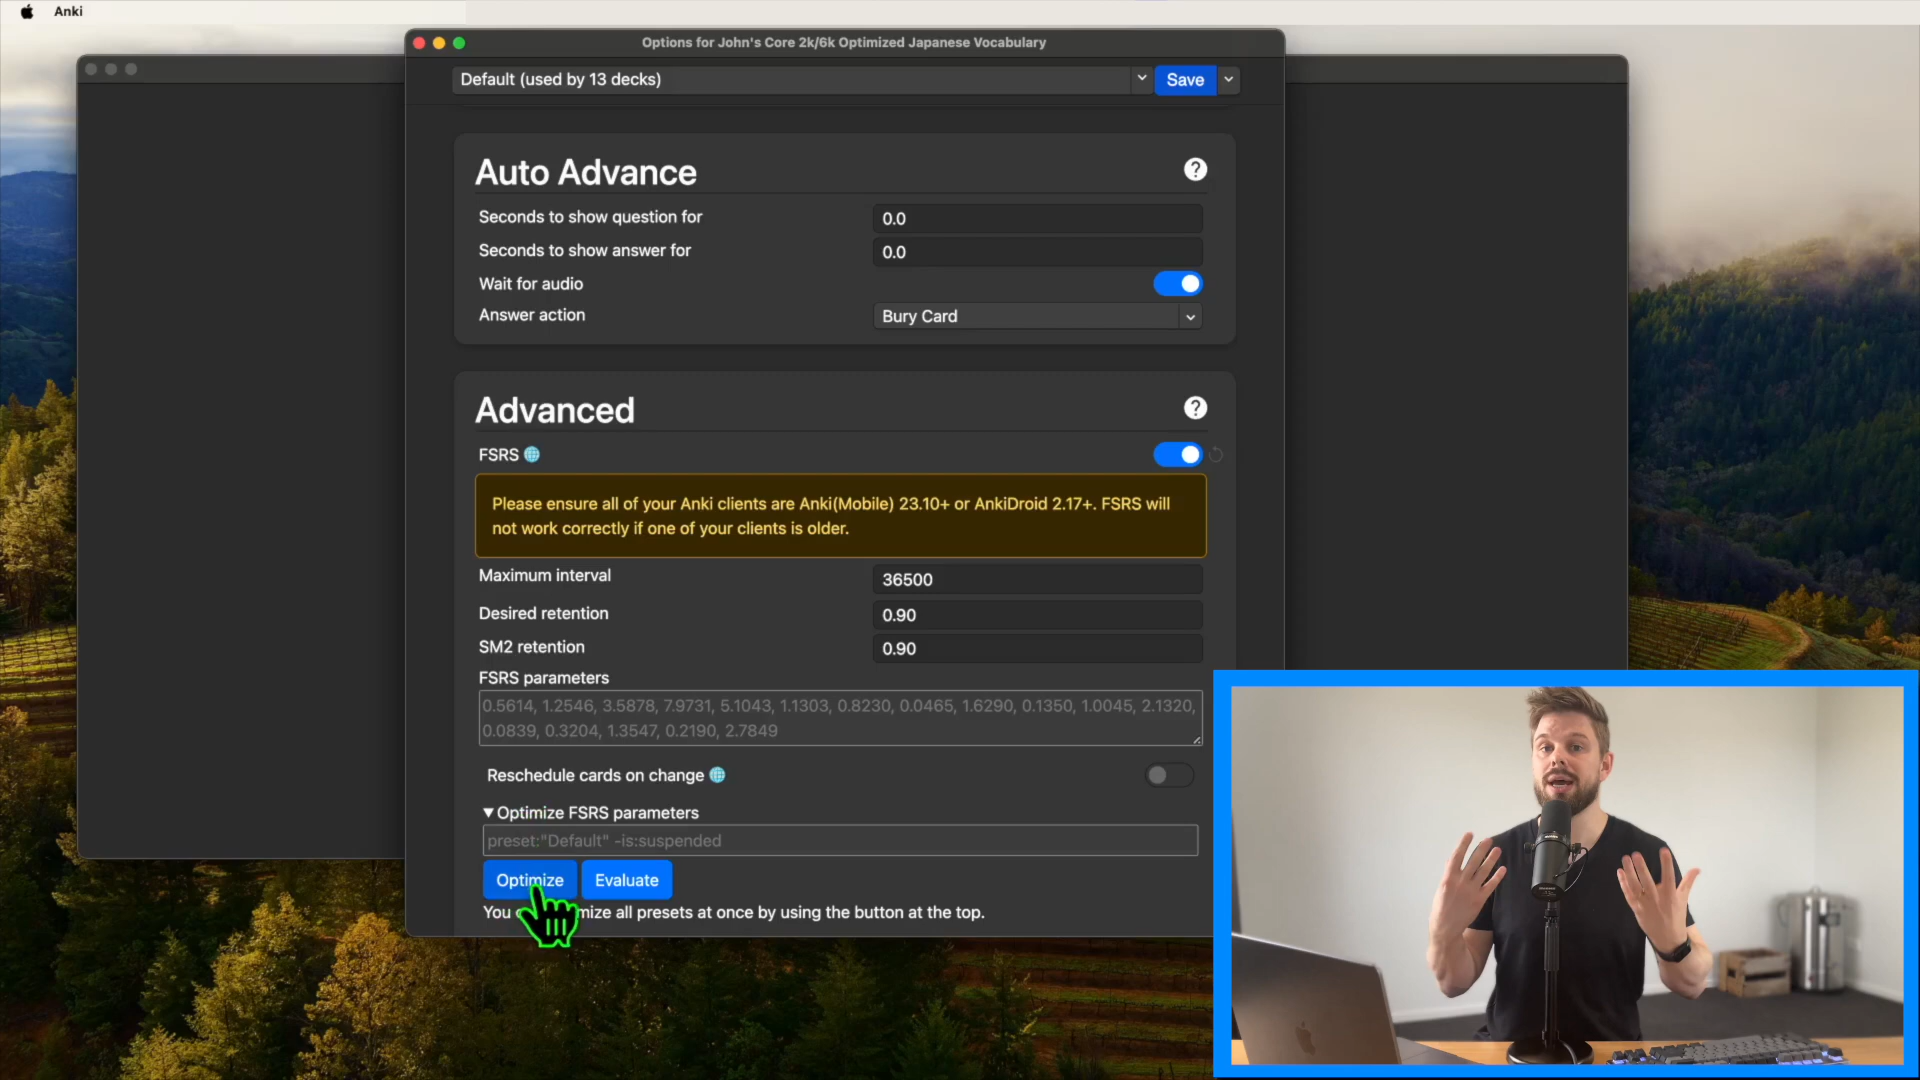 Anki
Options for John's Core 2k/6k Optimized Japanese Vocabulary
Default (used by 13 decks)
Save
Auto Advance
?
Seconds to show question for
0.0
Seconds to show answer for
0.0
Wait for audio
Answer action
Bury Card
Advanced
?
FSRS
Please ensure all of your Anki clients are Anki(Mobile) 23.10+ or AnkiDroid 2.17+. FSRS will
not work correctly if one of your clients is older.
Maximum interval
36500
Desired retention
0.90
SM2 retention
0.90
FSRS parameters
0.5614, 1.2546, 3.5878, 7.9731, 5.1043, 1.1303, 0.8230, 0.0465, 1.6290, 0.1350, 1.0045, 2.1320,
0.0839, 0.3204, 1.3547, 0.2190, 2.7849
Reschedule cards on change
Optimize FSRS parameters
preset:"Default" -is:suspended
Optimize
Evaluate
You all presets at once by using the button at the top.